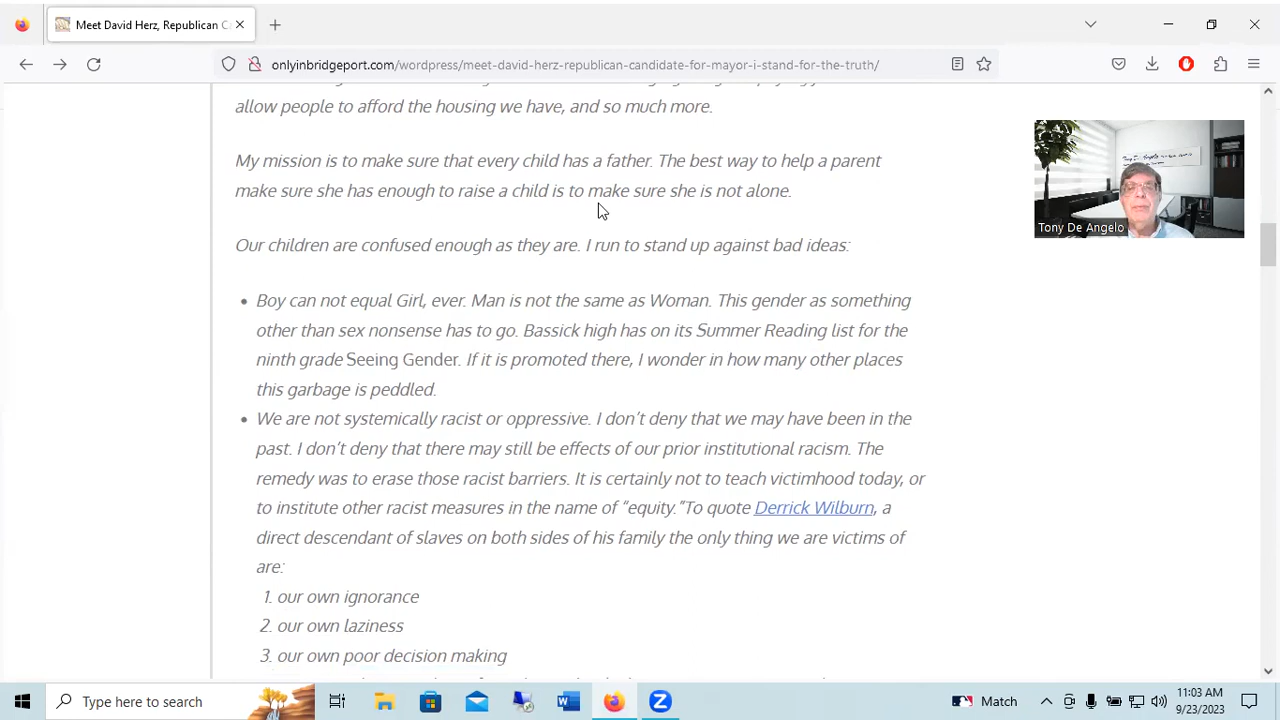 Meet David Herz, Republican C
onlyinbridgeport.com/wordpress/meet-david-herz-republican-candidate-for-mayor-i-stand-for-the-truth/
allow people to afford the housing we have, and so much more.
My mission is to make sure that every child has a father. The best way to help a parent
make sure she has enough to raise a child is to make sure she is not alone.
Tony De Angelo
Our children are confused enough as they are. I run to stand up against bad ideas:
• Boy can not equal Girl, ever. Man is not the same as Woman. This gender as something
other than sex nonsense has to go. Bassick high has on its Summer Reading list for the
ninth grade Seeing Gender. If it is promoted there, I wonder in how many other places
this garbage is peddled.
• We are not systemically racist or oppressive. I don't deny that we may have been in the
past. I don't deny that there may still be effects of our prior institutional racism. The
remedy was to erase those racist barriers. It is certainly not to teach victimhood today, or
to institute other racist measures in the name of “equity.”To quote Derrick Wilburn, a
direct descendant of slaves on both sides of his family the only thing we are victims of
are:
1. our own ignorance
2. our own laziness
3. our own poor decision making
Type here to search
Match
11:03 AM
9/23/2023